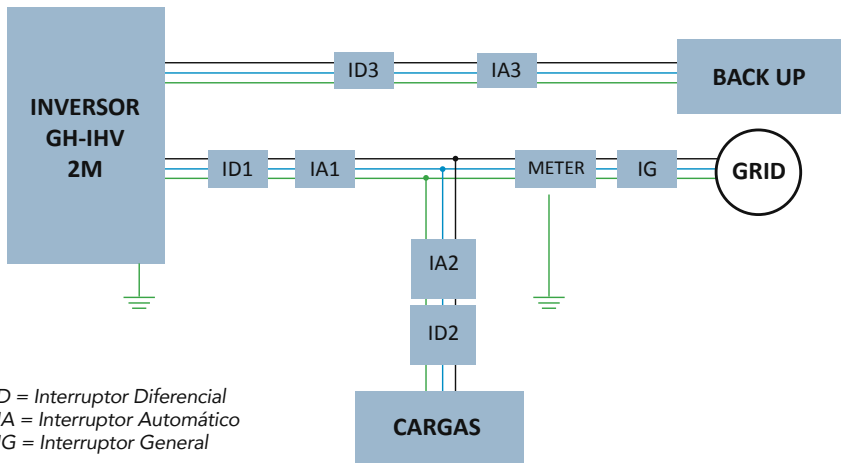 ID3
IA3
BACK UP
INVERSOR
GH-IHV
2M
ID1
IA1
METER
IG
GRID
IA2
ID2
D = Interruptor Diferencial
IA = Interruptor Automático
IG = Interruptor General
CARGAS